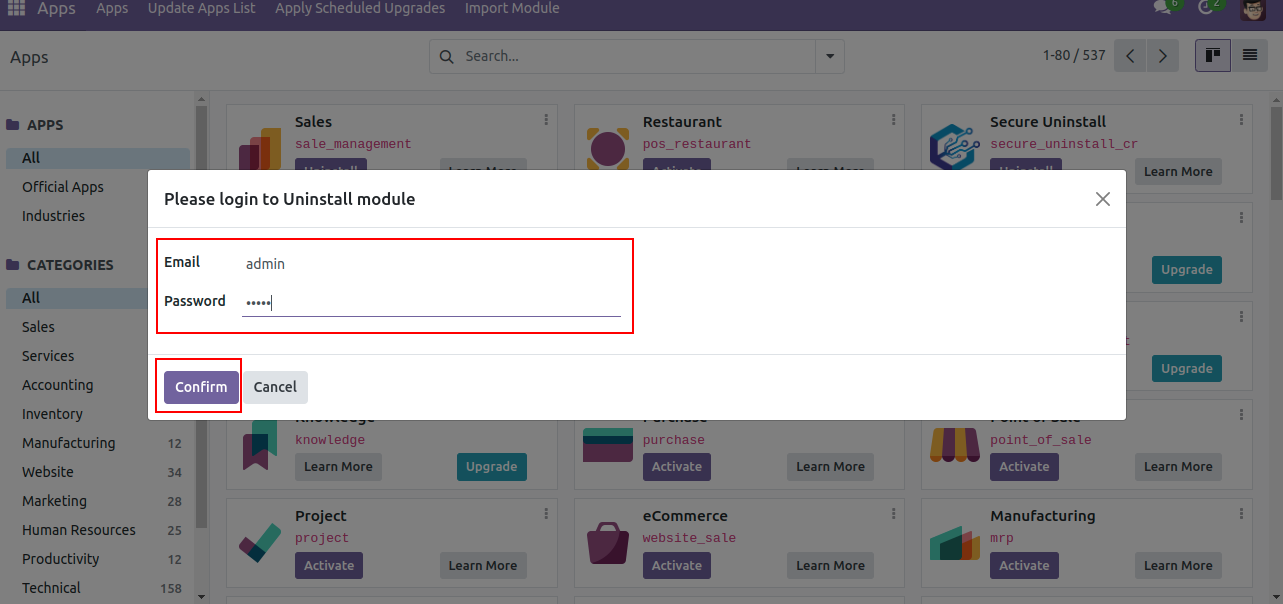 Apps Apps Update Apps List Apply Scheduled Upgrades Import Module 6 2
Apps Search... 1-80 / 537
APPS
All
Official Apps
Industries
CATEGORIES
All
Sales
Services
Accounting
Inventory
Manufacturing 12
Website 34
Marketing 28
Human Resources 25
Productivity 12
Technical 158
Sales
sale_management
Uninstall Learn More
Restaurant
pos_restaurant
Activate Learn More
Secure Uninstall
secure_uninstall_cr
Uninstall Learn More
Upgrade
Upgrade
Please login to Uninstall module
Email admin
Password •••••
Confirm Cancel
Knowledge
knowledge
Learn More Upgrade
Purchase
purchase
Activate Learn More
Point of Sale
point_of_sale
Activate Learn More
Project
project
Activate Learn More
eCommerce
website_sale
Activate Learn More
Manufacturing
mrp
Activate Learn More